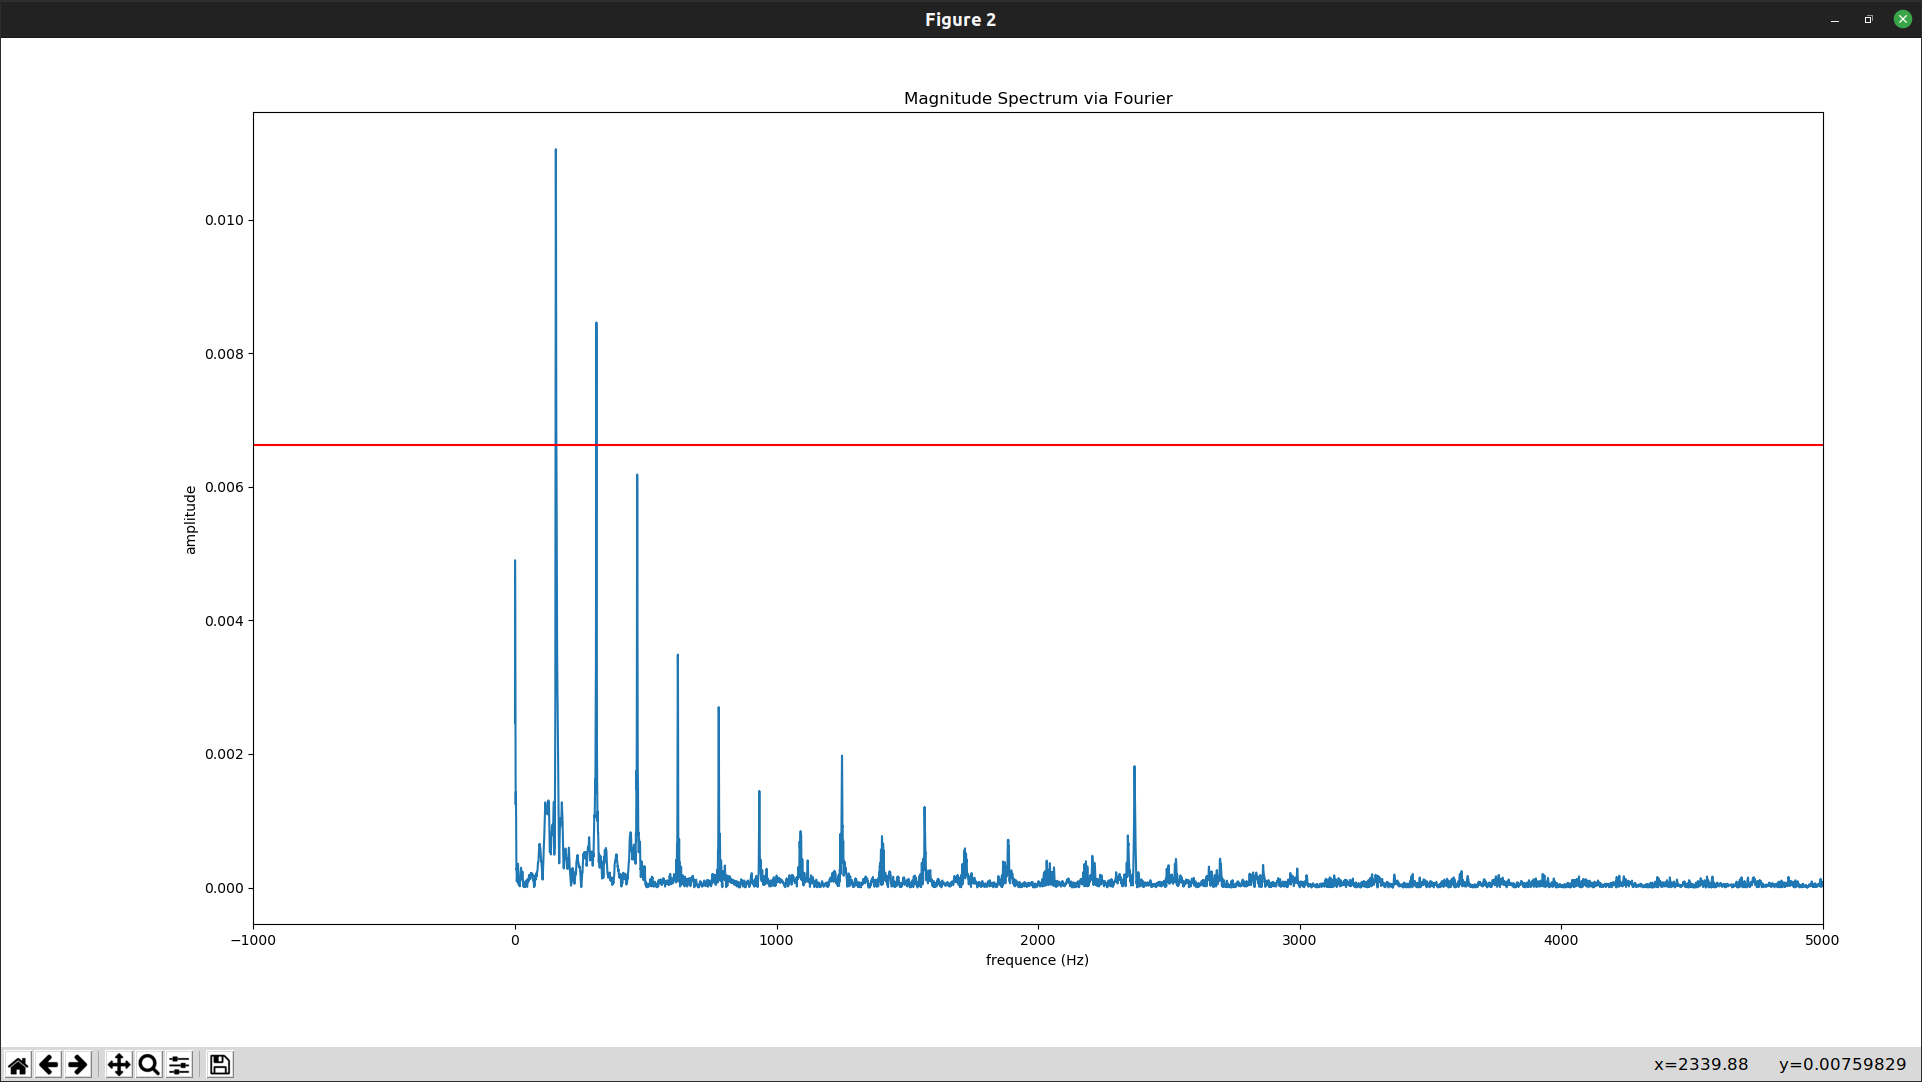 Figure 2
Magnitude Spectrum via Fourier
0.010
0.008
0.006
0.004
0.002
0.000
amplitude
−1000 0 1000 2000 3000 4000 5000
frequence (Hz)
x=2339.88 y=0.00759829